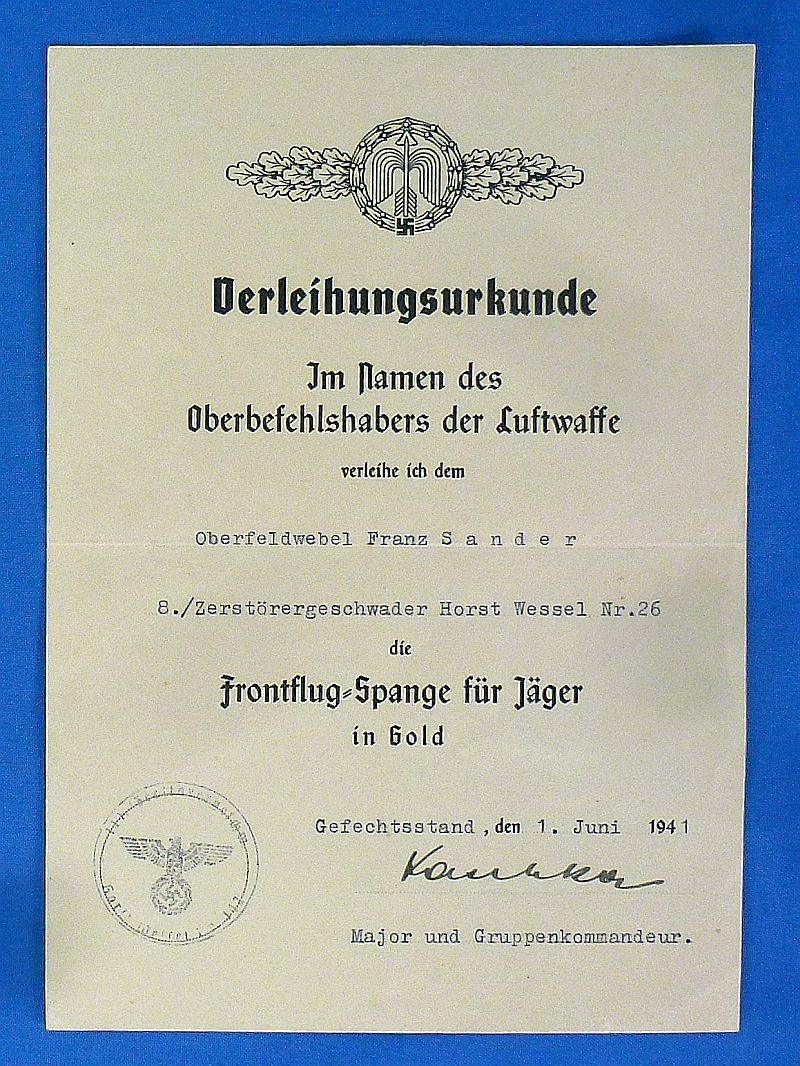 Verleihungsurkunde
Im Namen des
Oberbefehlshabers der Luftwaffe
verleihe ich dem
Oberfeldwebel Franz S a n d e r
8./Zerstörergeschwader Horst Wessel Nr.26
die
Frontflug-Spange für Jäger
in Gold
Gefechtsstand, den 1. Juni 1941
Major und Gruppenkommandeur.